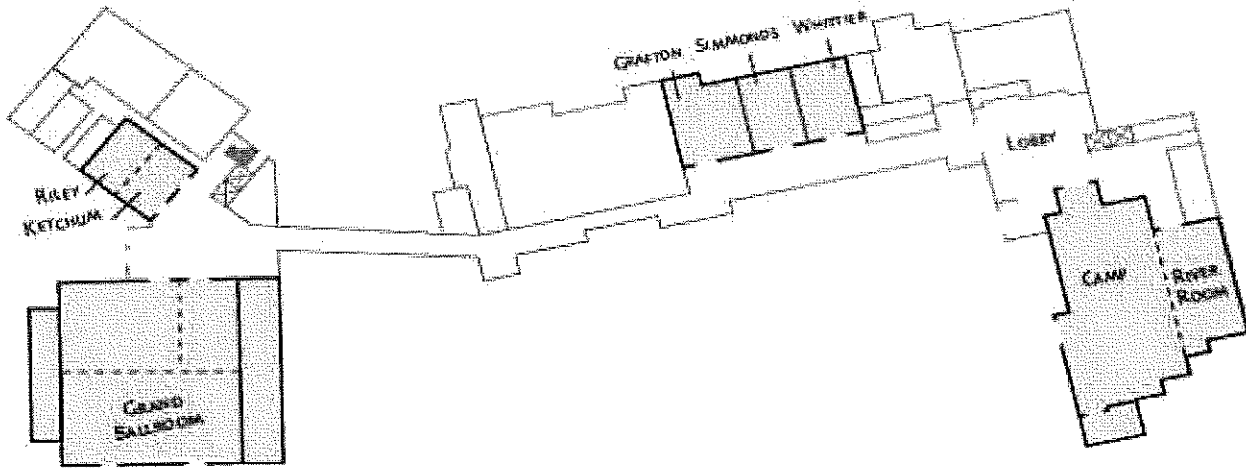 GRAFTON SIMMONDS WHITTIER
LOBBY
RILEY
KETCHUM
CAMP
RIVER
ROOM
GRAND
BALLROOM